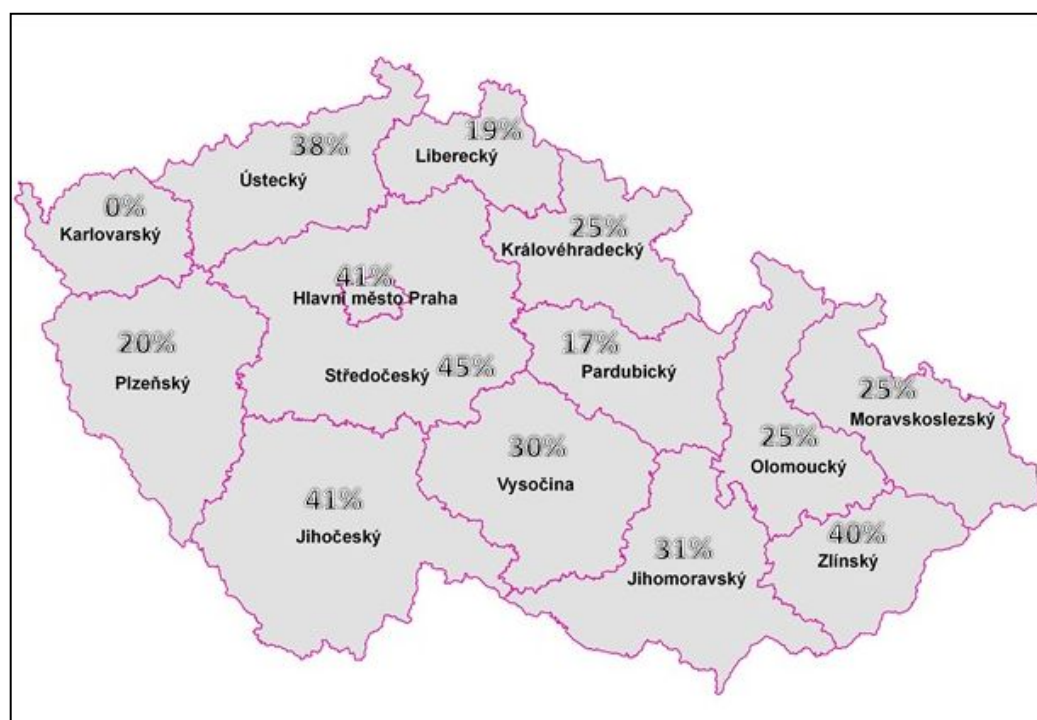 19%
Liberecký
38%
Ústecký
0%
Karlovarský
25%
Královéhradecký
41%
Hlavní město Praha
20%
Plzeňský
17%
Pardubický
Středočeský 45%
25%
Moravskoslezský
25%
Olomoucký
30%
Vysočina
41%
Jihočeský
31%
Jihomoravský
40%
Zlínský